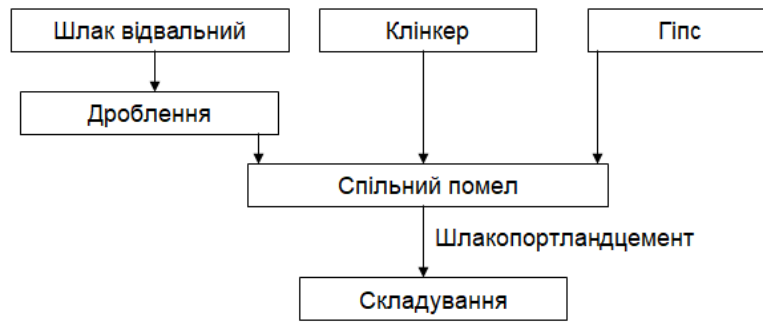 Шлак відвальний
Клінкер
Гіпс
Дроблення
Спільний помел
Шлакопортландцемент
Складування